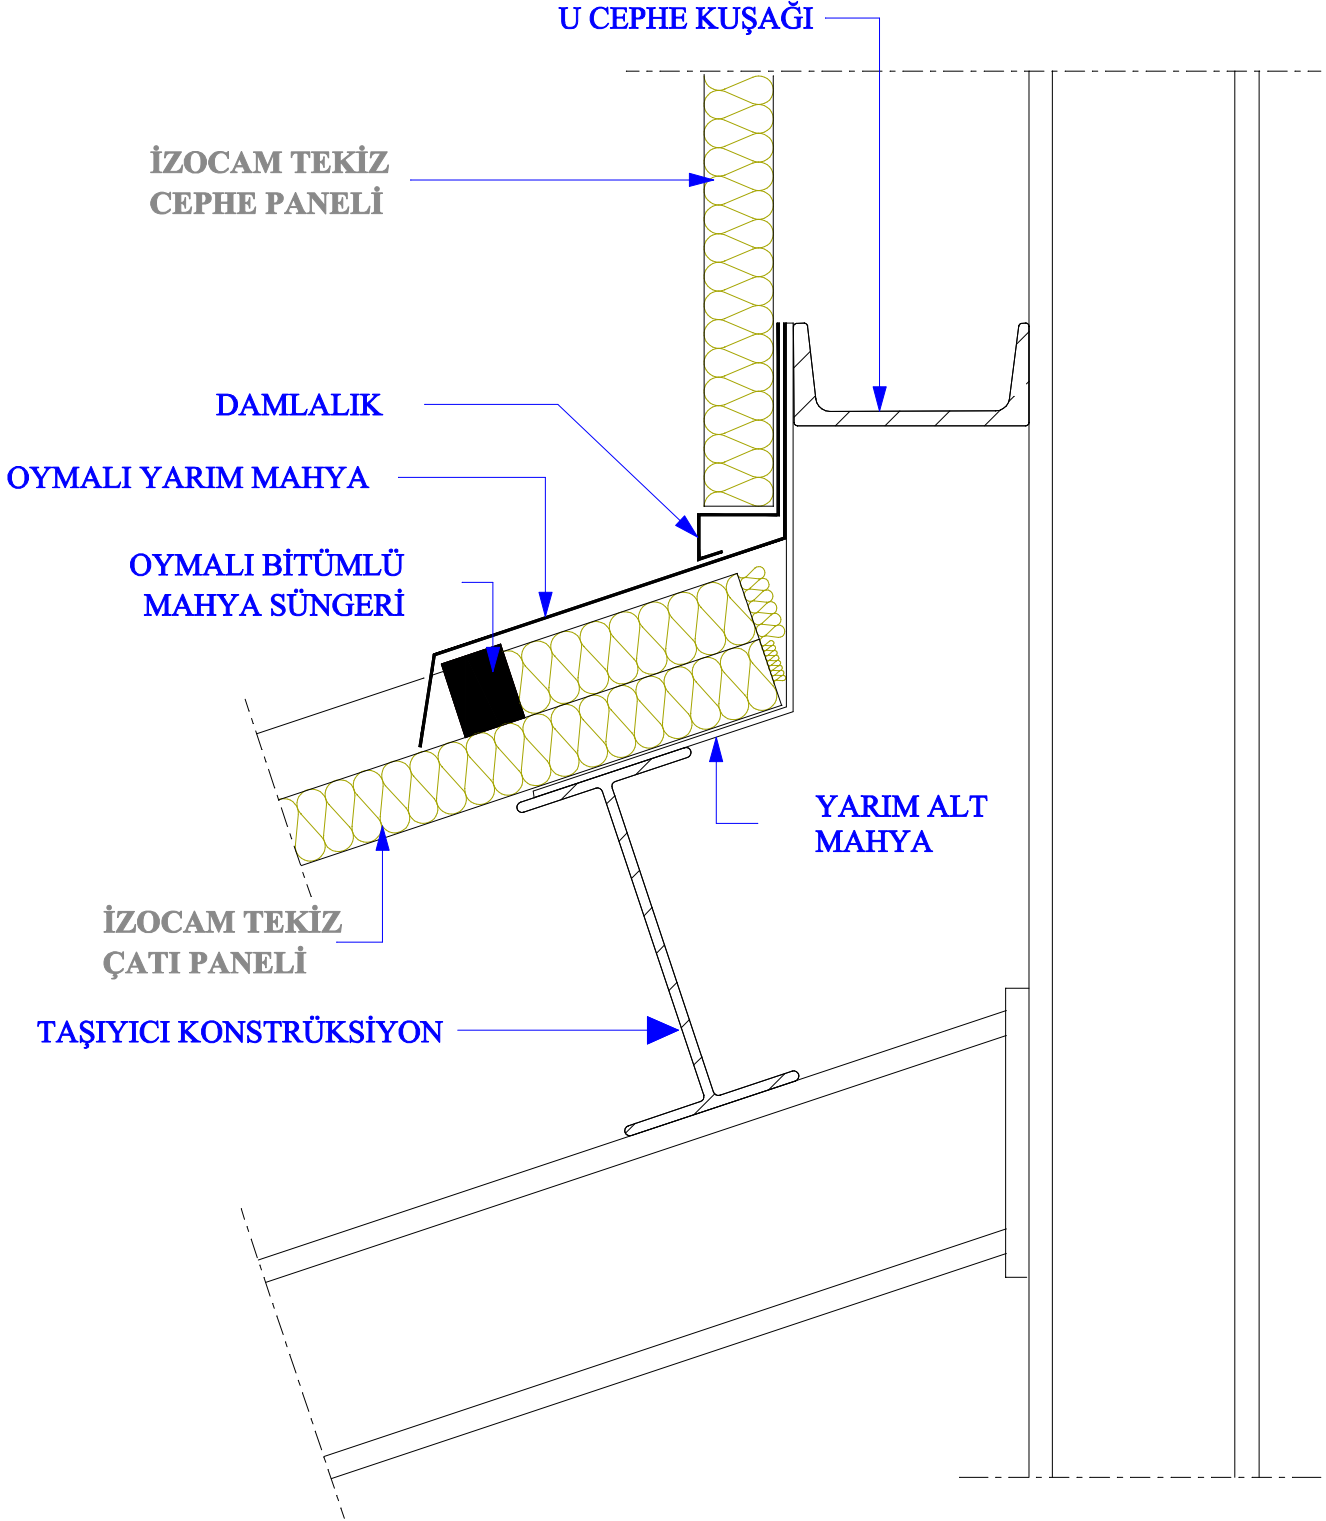 U CEPHE KUŞAĞI
İZOCAM TEKİZ
CEPHE PANELİ
DAMLALIK
OYMALI YARIM MAHYA
OYMALI BİTÜMLÜ
MAHYA SÜNGERİ
YARIM ALT
MAHYA
İZOCAM TEKİZ
ÇATI PANELİ
TAŞIYICI KONSTRÜKSİYON